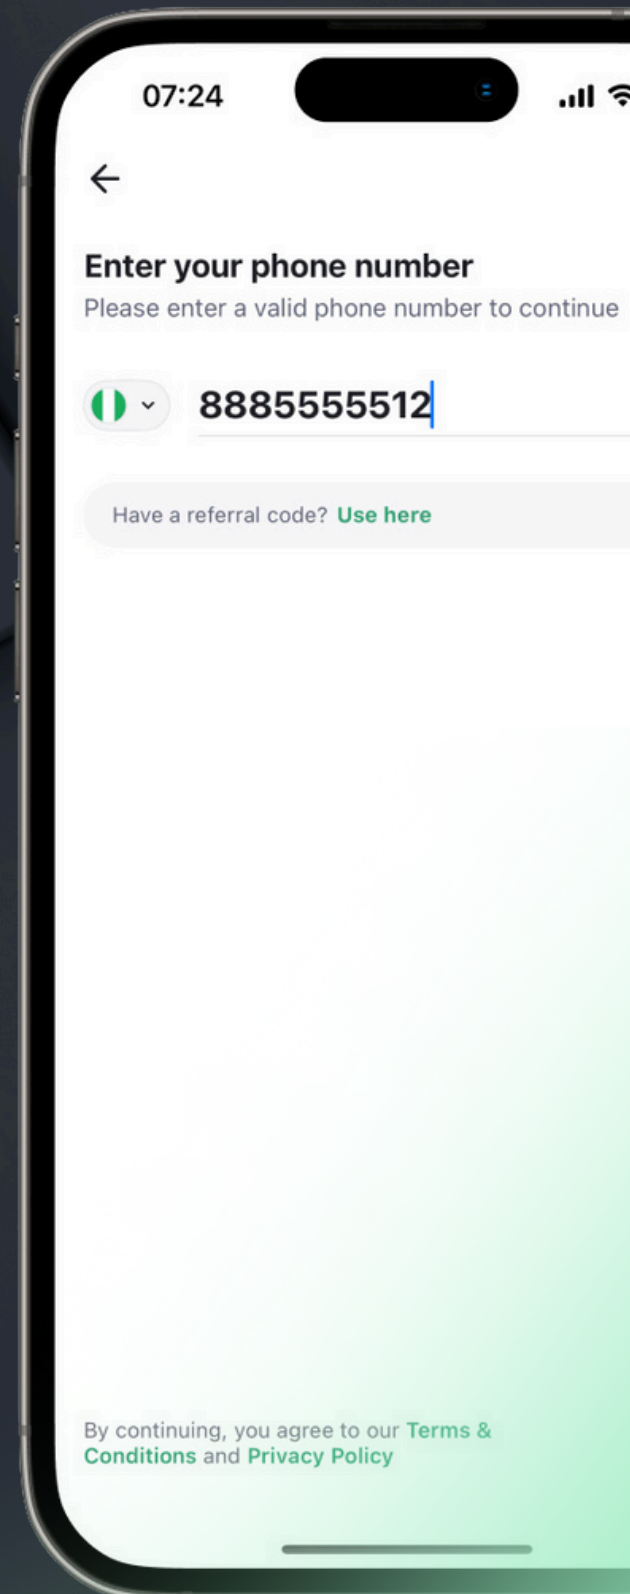 07:24
Enter your phone number
Please enter a valid phone number to continue
8885555512
Have a referral code? Use here
By continuing, you agree to our Terms &
Conditions and Privacy Policy